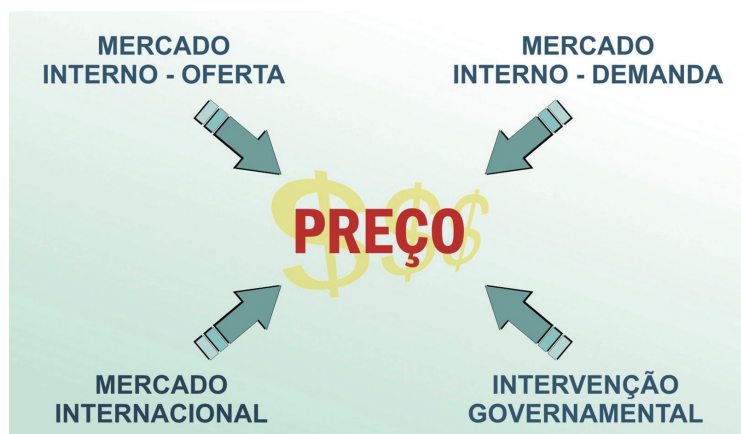 MERCADO
INTERNO - OFERTA
MERCADO
INTERNO - DEMANDA
$ $ $
PREÇO
MERCADO
INTERNACIONAL
INTERVENÇÃO
GOVERNAMENTAL